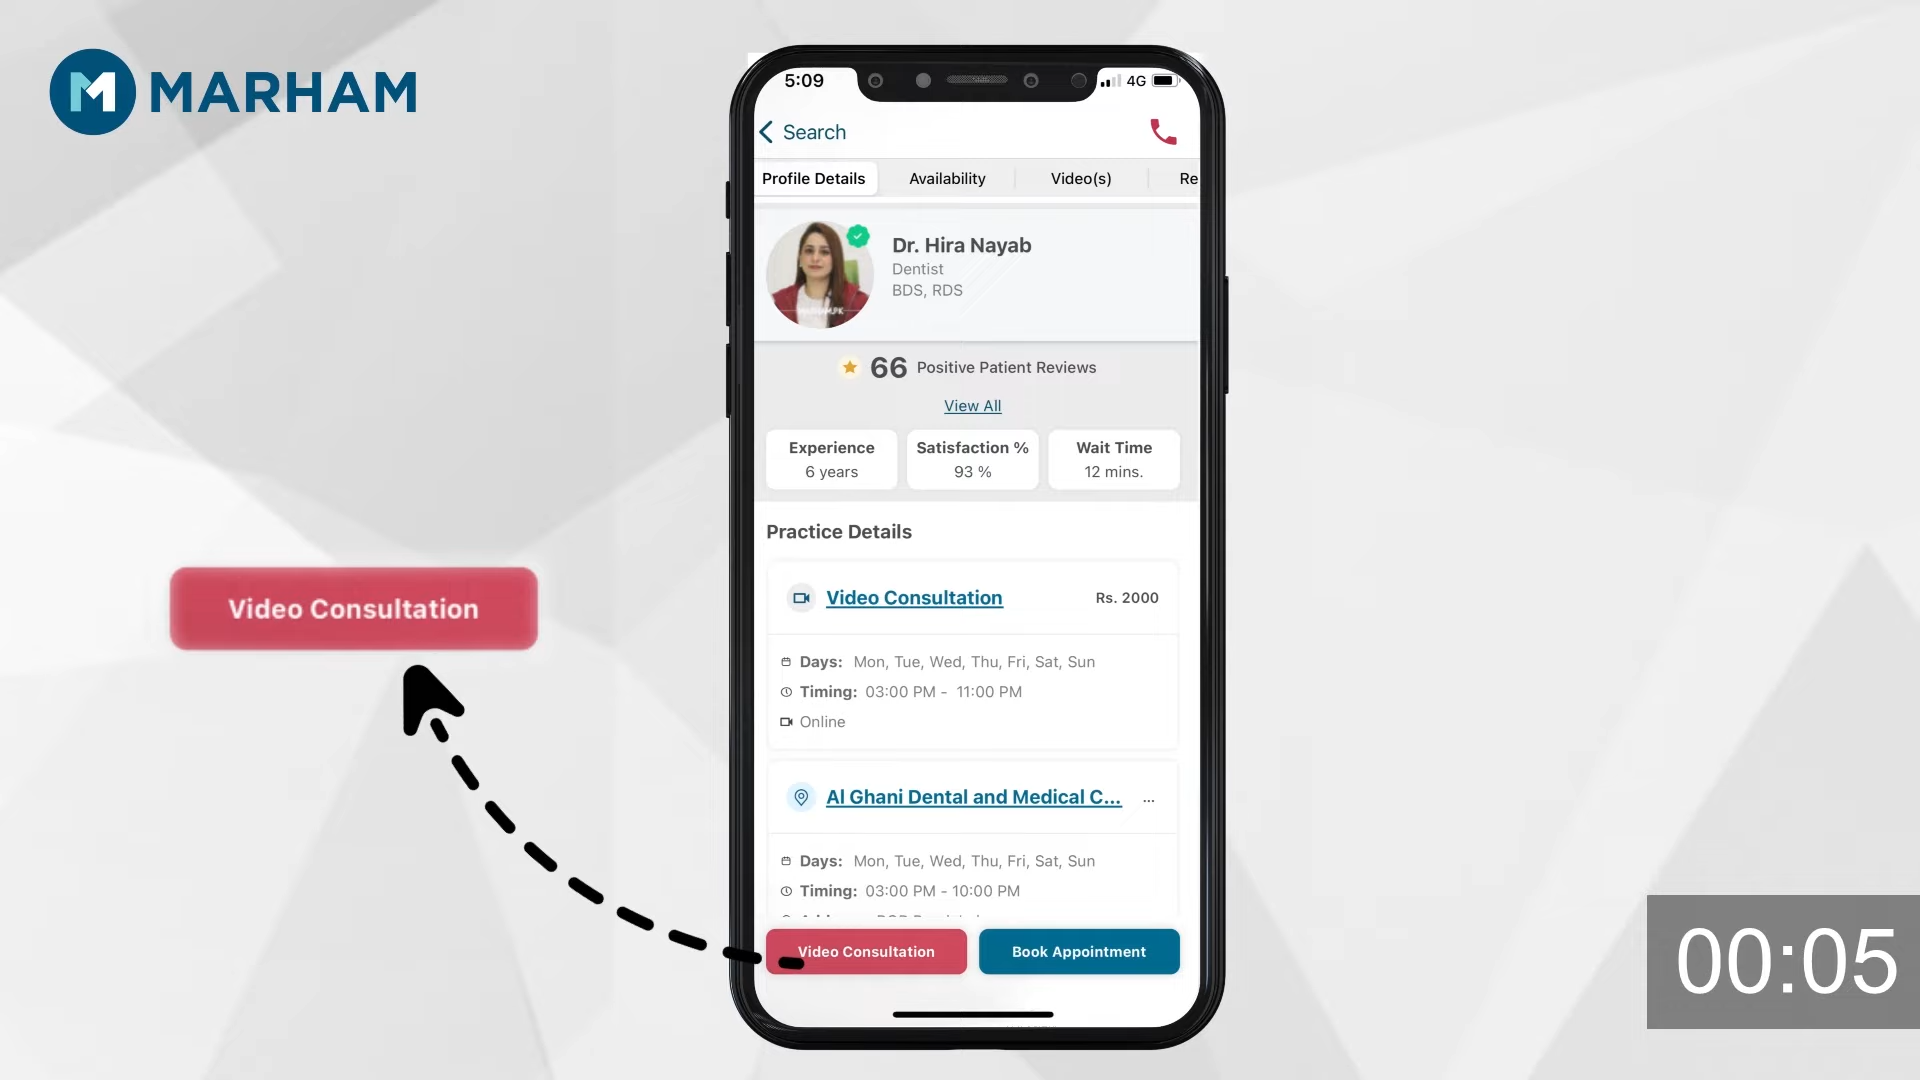 MARHAM
5:09
4G
Search
Profile Details
Availability
Video(s)
Re
Dr. Hira Nayab
Dentist
BDS, RDS
MARHAM.PK
66 Positive Patient Reviews
View All
Experience
6 years
Satisfaction %
93 %
Wait Time
12 mins.
Practice Details
Video Consultation
Rs. 2000
Days: Mon, Tue, Wed, Thu, Fri, Sat, Sun
Timing: 03:00 PM - 11:00 PM
Online
Al Ghani Dental and Medical C...
...
Days: Mon, Tue, Wed, Thu, Fri, Sat, Sun
Timing: 03:00 PM - 10:00 PM
Video Consultation
Book Appointment
Video Consultation
00:05